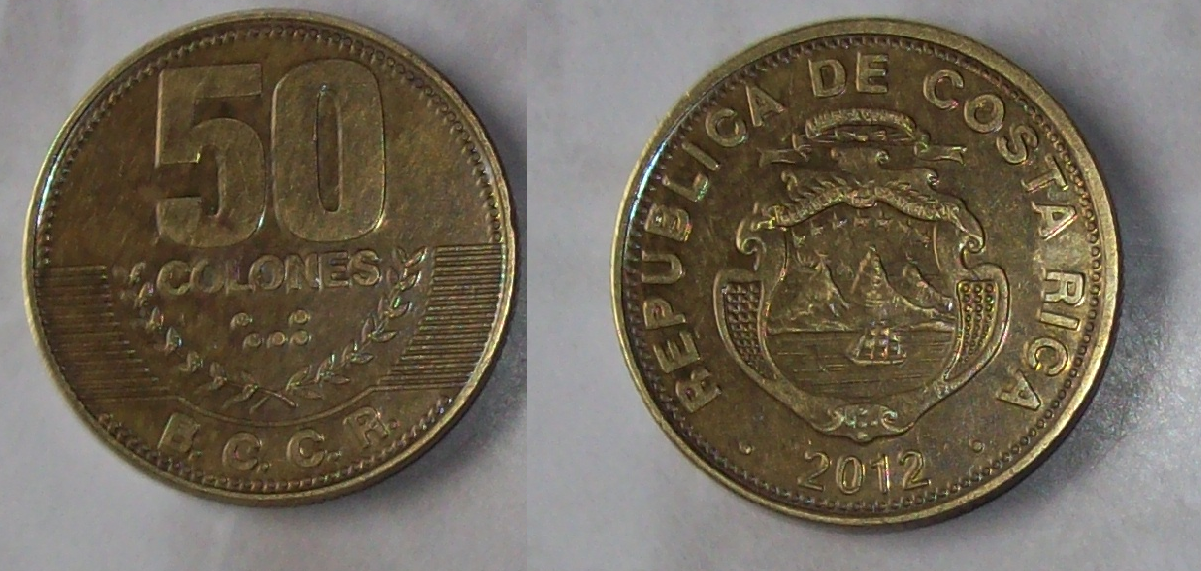 50
COLONES
⠑⠴
B. C. C. R.
REPUBLICA DE COSTA RICA
2012